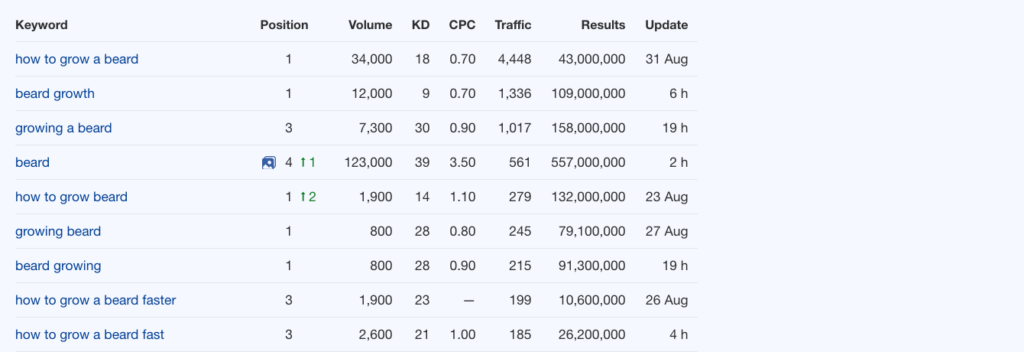 Keyword Position Volume KD CPC Traffic Results Update
how to grow a beard 1 34,000 18 0.70 4,448 43,000,000 31 Aug
beard growth 1 12,000 9 0.70 1,336 109,000,000 6 h
growing a beard 3 7,300 30 0.90 1,017 158,000,000 19 h
beard 4 ↑1 123,000 39 3.50 561 557,000,000 2 h
how to grow beard 1 ↑2 1,900 14 1.10 279 132,000,000 23 Aug
growing beard 1 800 28 0.80 245 79,100,000 27 Aug
beard growing 1 800 28 0.90 215 91,300,000 19 h
how to grow a beard faster 3 1,900 23 — 199 10,600,000 26 Aug
how to grow a beard fast 3 2,600 21 1.00 185 26,200,000 4 h